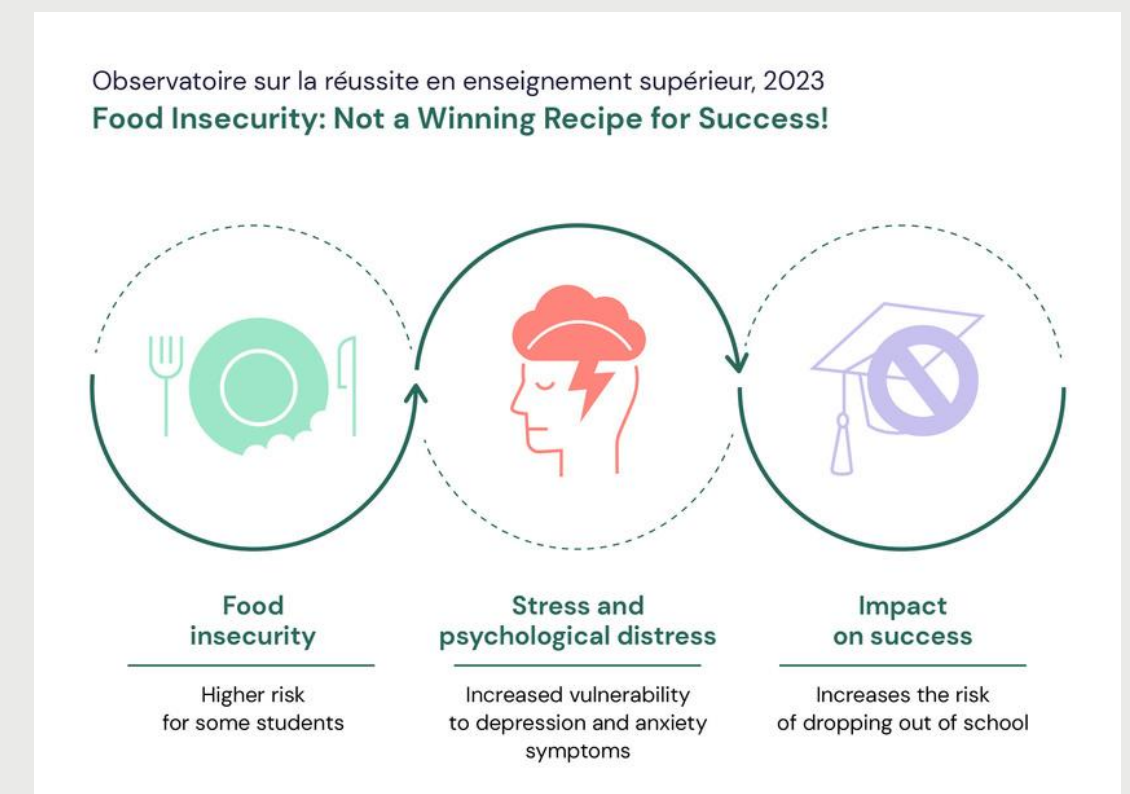 Observatoire sur la réussite en enseignement supérieur, 2023
Food Insecurity: Not a Winning Recipe for Success!
Food
insecurity
Higher risk
for some students
Stress and
psychological distress
Increased vulnerability
to depression and anxiety
symptoms
Impact
on success
Increases the risk
of dropping out of school